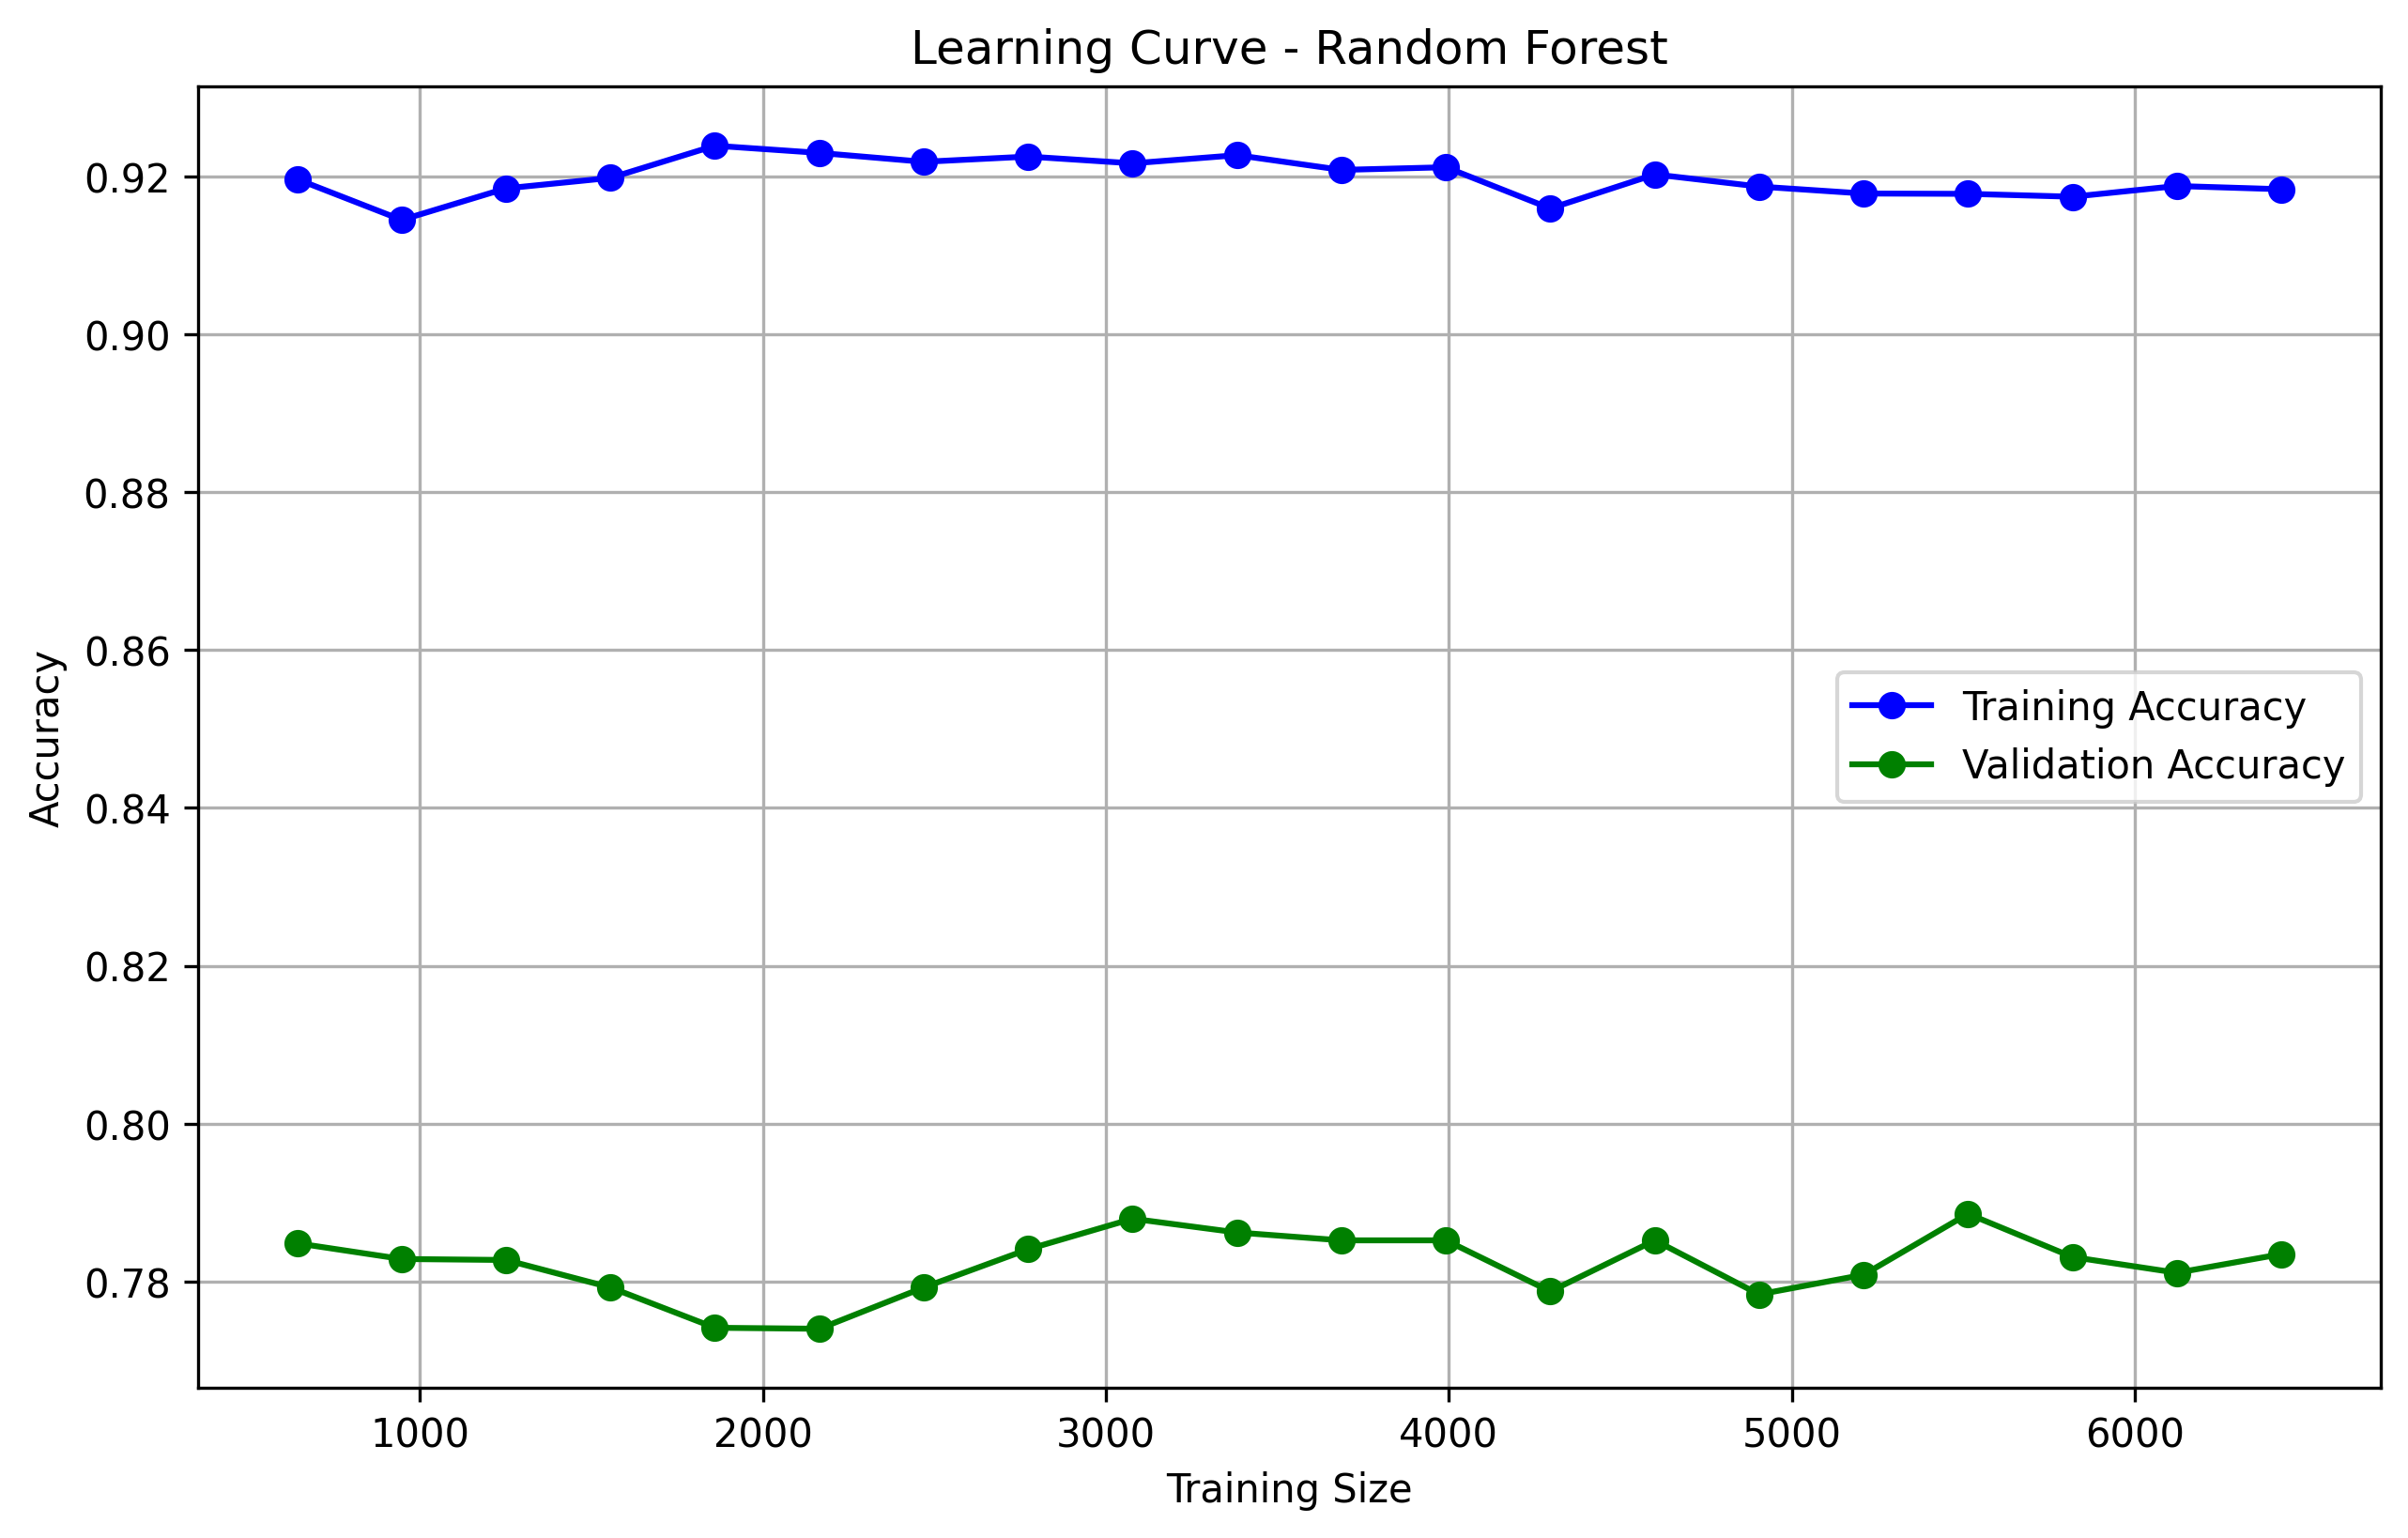 Learning Curve - Random Forest
0.92
0.90
0.88
0.86
0.84
0.82
0.80
0.78
Accuracy
Training Accuracy
Validation Accuracy
1000 2000 3000 4000 5000 6000
Training Size